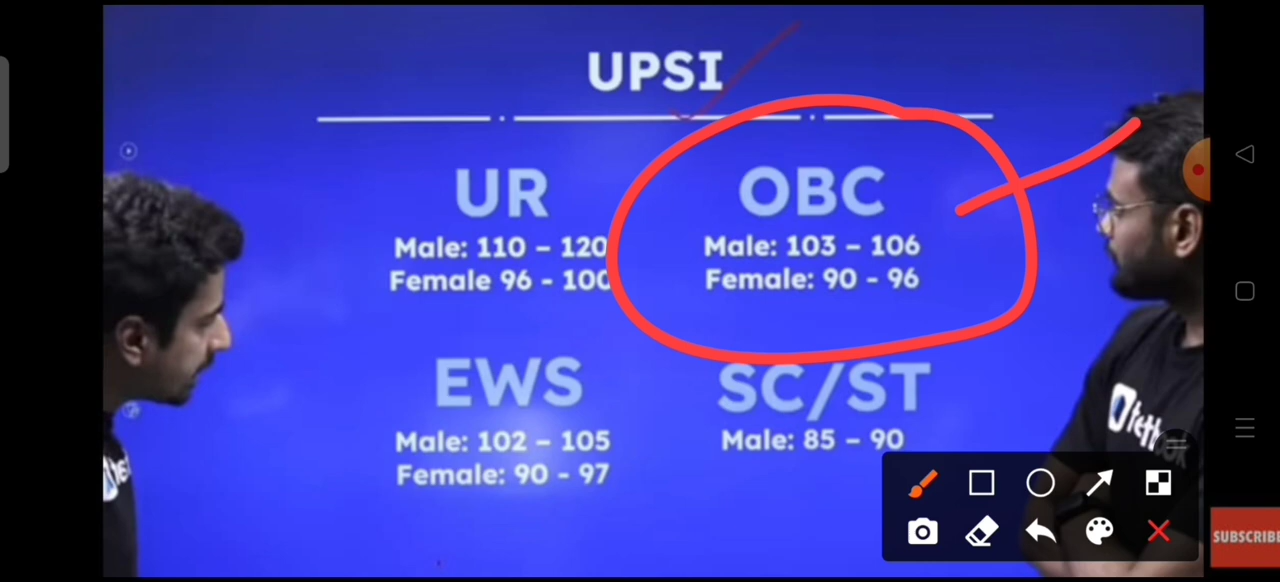 UPSI
UR
Male: 110 – 120
Female 96 - 100
OBC
Male: 103 – 106
Female: 90 - 96
EWS
Male: 102 – 105
Female: 90 - 97
SC/ST
Male: 85 – 90
SUBSCRIBE